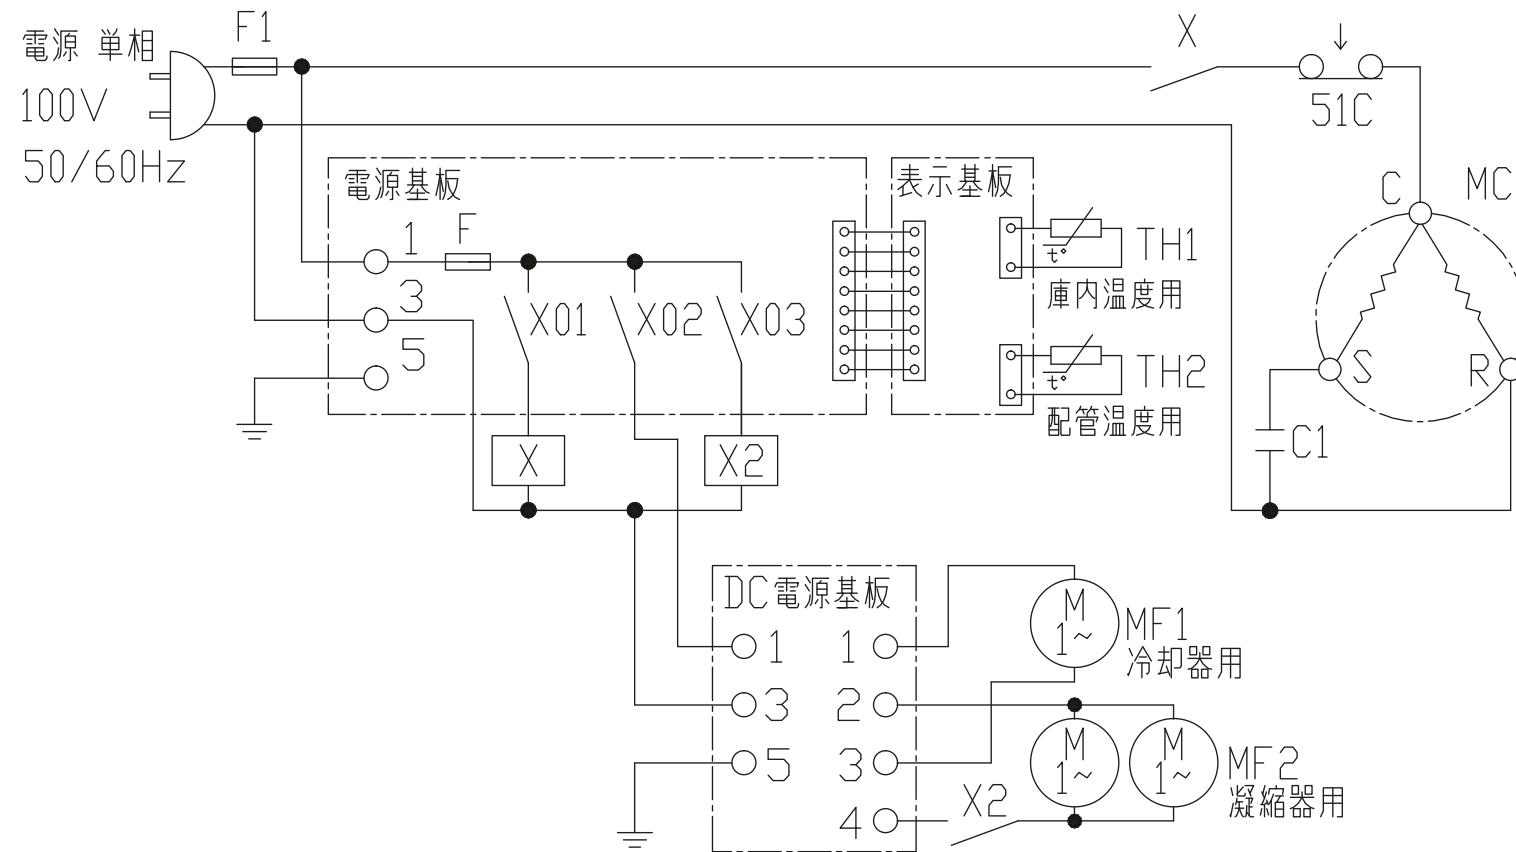 電源 単相
100V
50/60Hz
F1
X
51C
MC
C
S
R
C1
電源基板
1
F
3
5
X01
X02
X03
X
X2
表示基板
TH1
t°
庫内温度用
TH2
t°
配管温度用
DC電源基板
1
3
5
1
2
3
4
X2
M
1~
MF1
冷却器用
M
1~
M
1~
MF2
凝縮器用